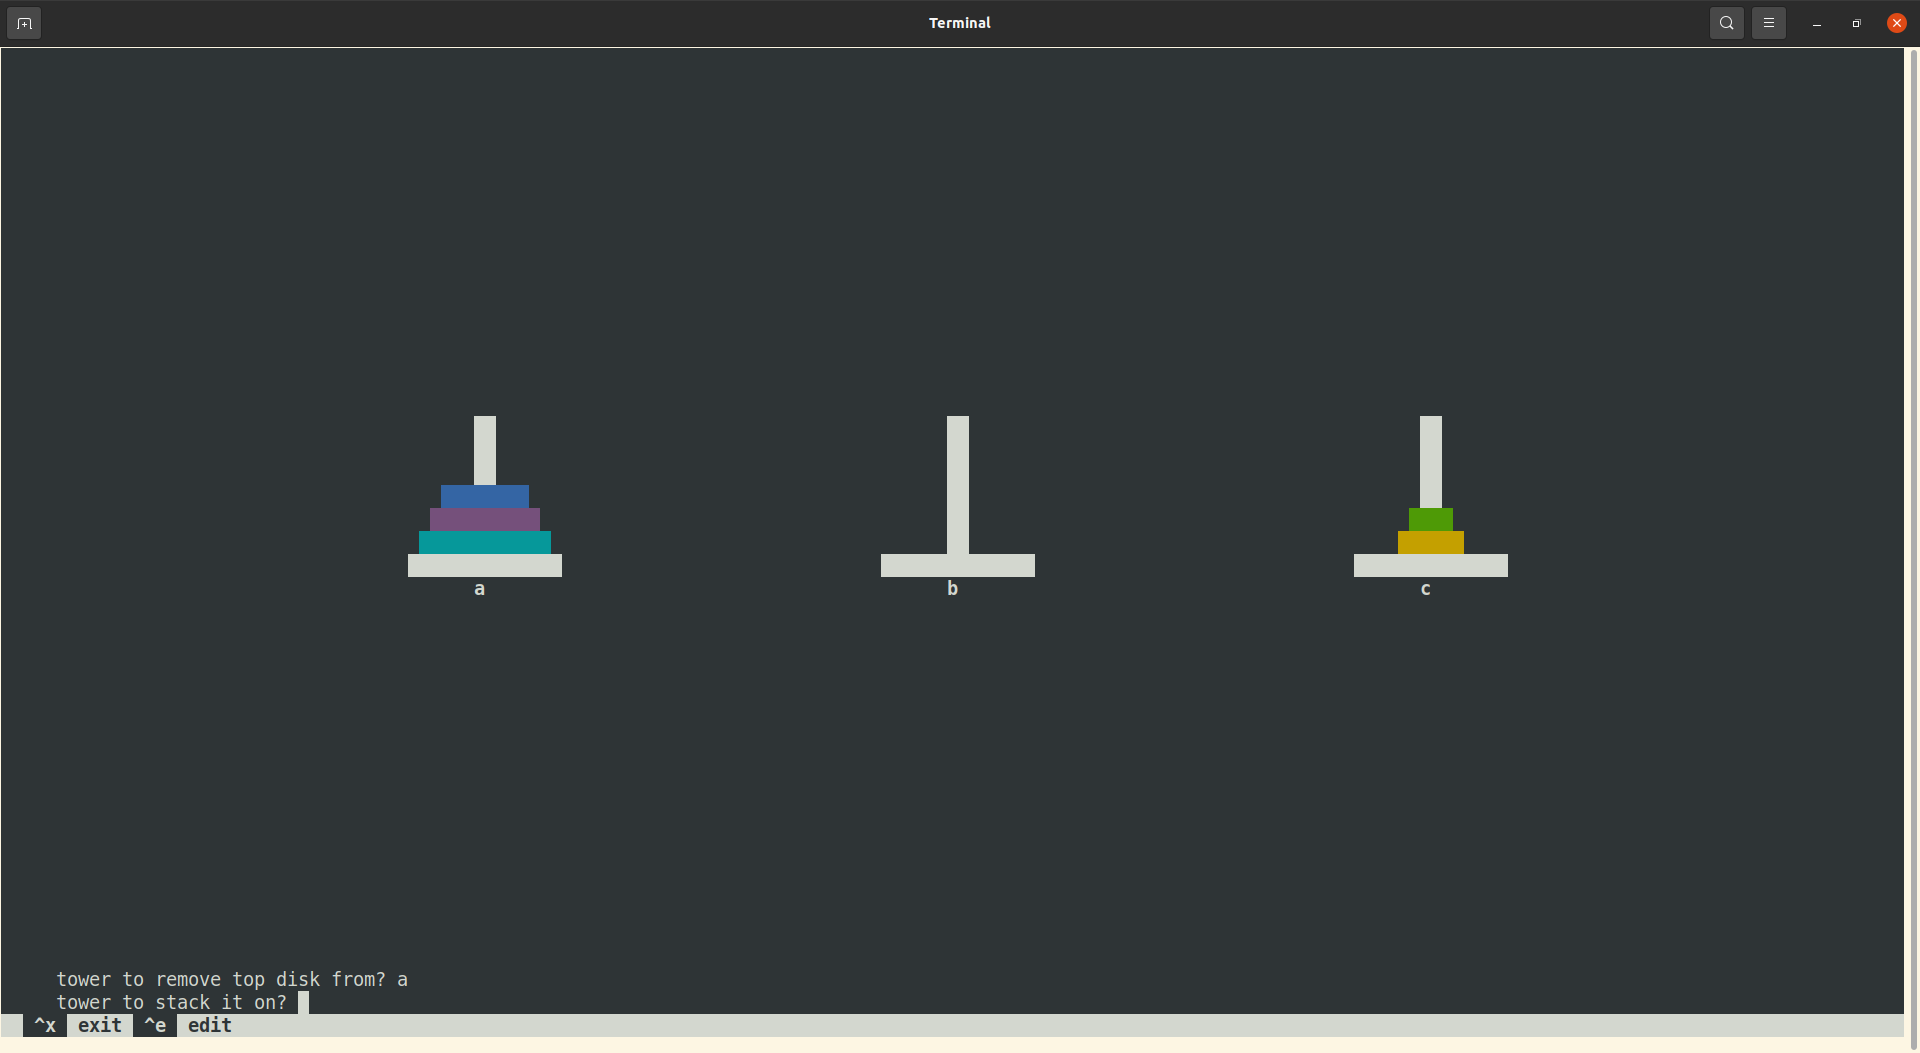 Terminal
a
b
c
tower to remove top disk from? a
tower to stack it on?
^x exit ^e edit